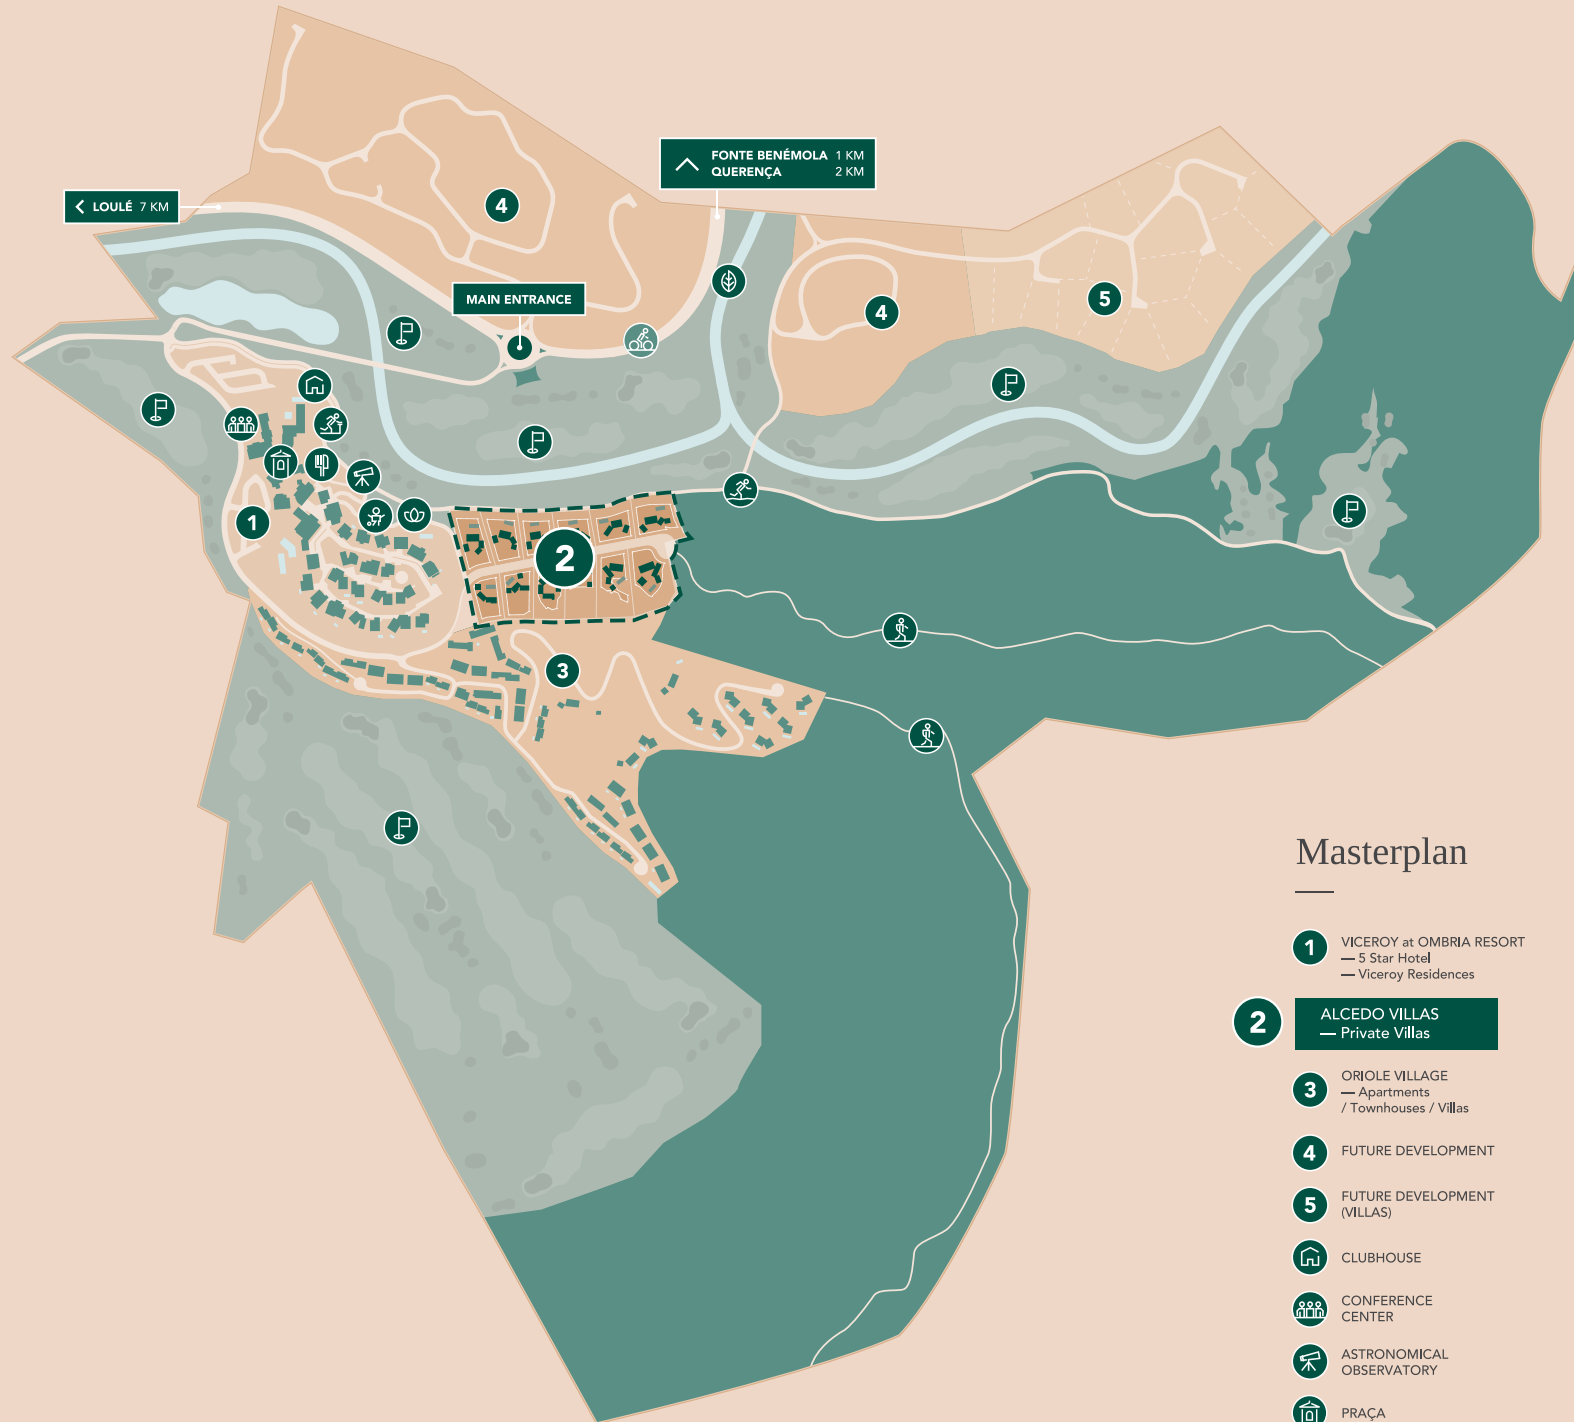 FONTE BENÉMOLA 1 KM
QUERENÇA 2 KM
LOULÉ 7 KM
4
MAIN ENTRANCE
4
5
1
2
3
Masterplan
1 VICEROY at OMBRIA RESORT
— 5 Star Hotel
— Viceroy Residences
2 ALCEDO VILLAS
— Private Villas
3 ORIOLE VILLAGE
— Apartments
/ Townhouses / Villas
4 FUTURE DEVELOPMENT
5 FUTURE DEVELOPMENT
(VILLAS)
CLUBHOUSE
CONFERENCE
CENTER
ASTRONOMICAL
OBSERVATORY
PRAÇA